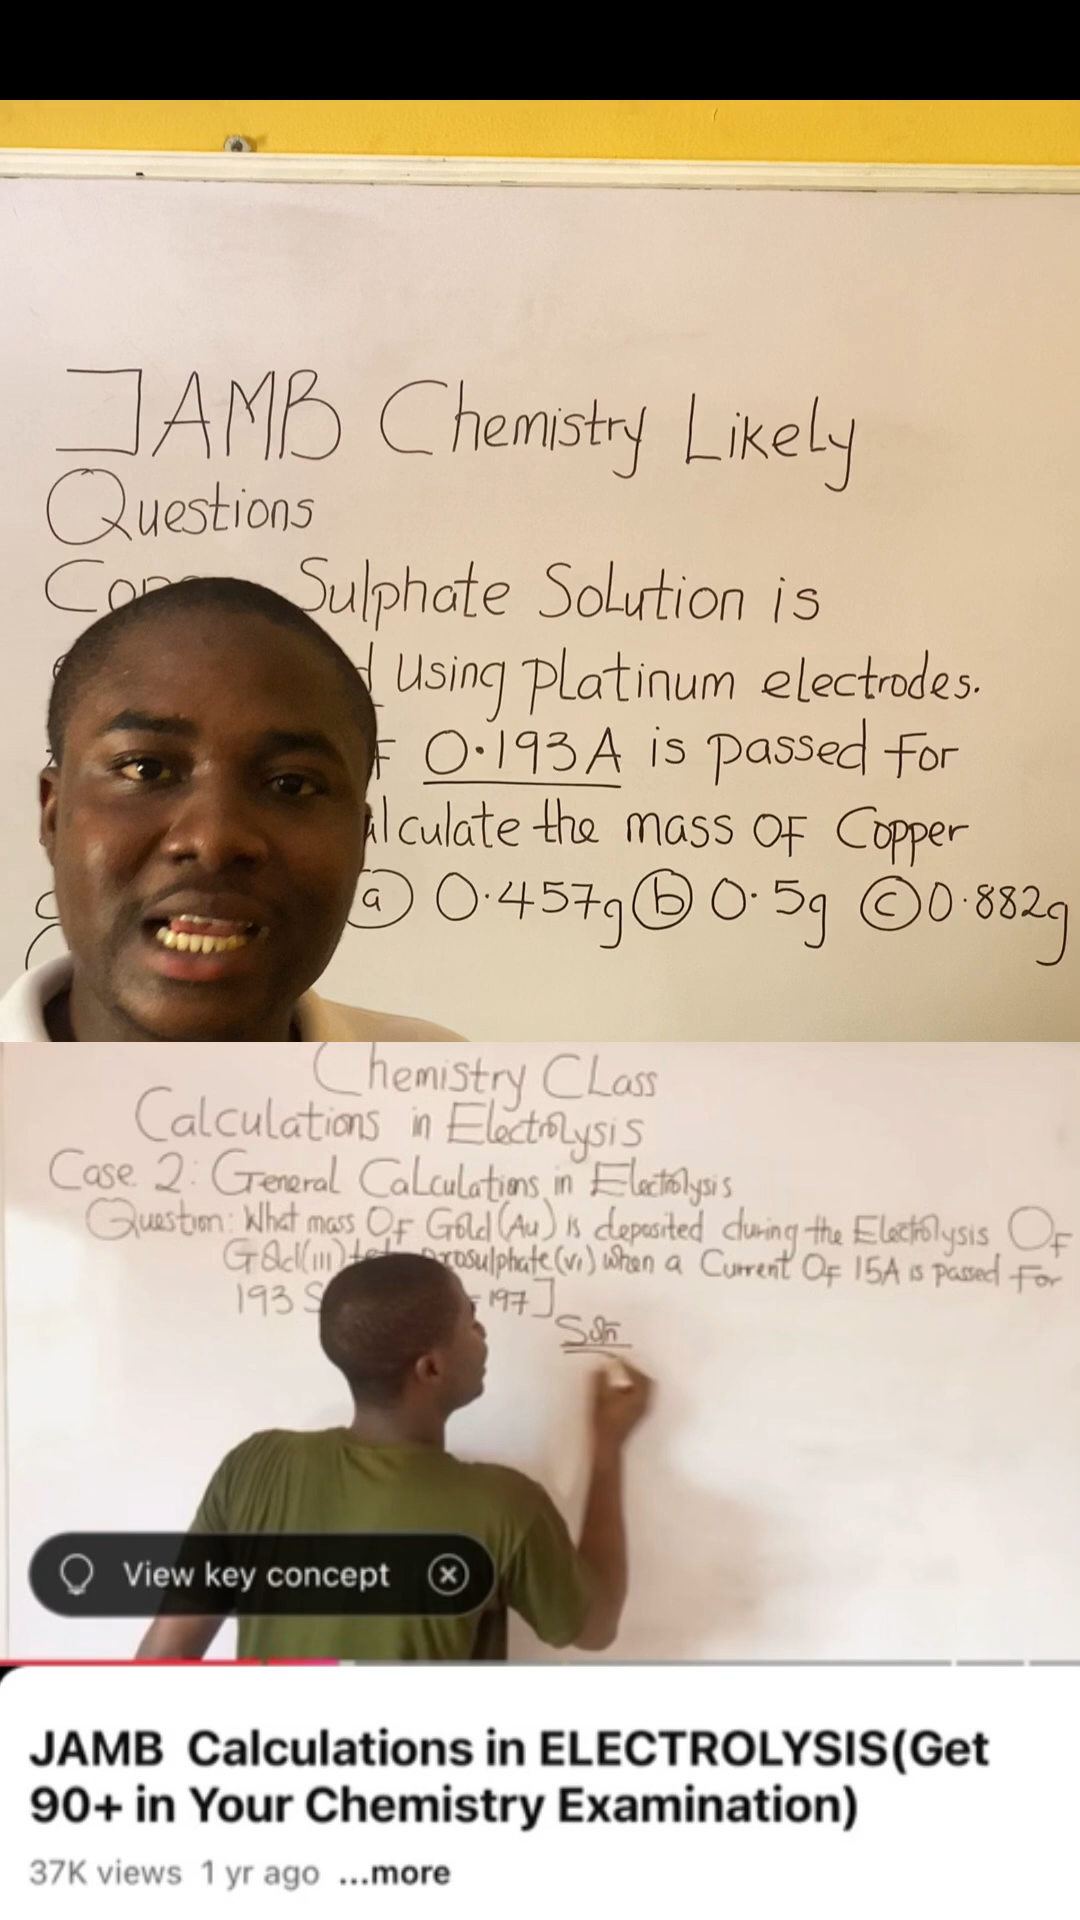 JAMB Chemistry Likely
Questions
Sulphate Solution is
Using platinum electrodes.
0.193A is passed for
the mass OF Copper
(a) 0.457g (b) 0.5g (c) 0.882g
Chemistry CLass
Calculations in Electrolysis
Case 2: General Calculations in Electrolysis
Question: What mass OF Gold (Au) is deposited during the Electrolysis OF
Gold(III) when a Current OF 15A is passed For
193 S 197]
Soln
View key concept
JAMB Calculations in ELECTROLYSIS(Get
90+ in Your Chemistry Examination)
37K views 1 yr ago ...more